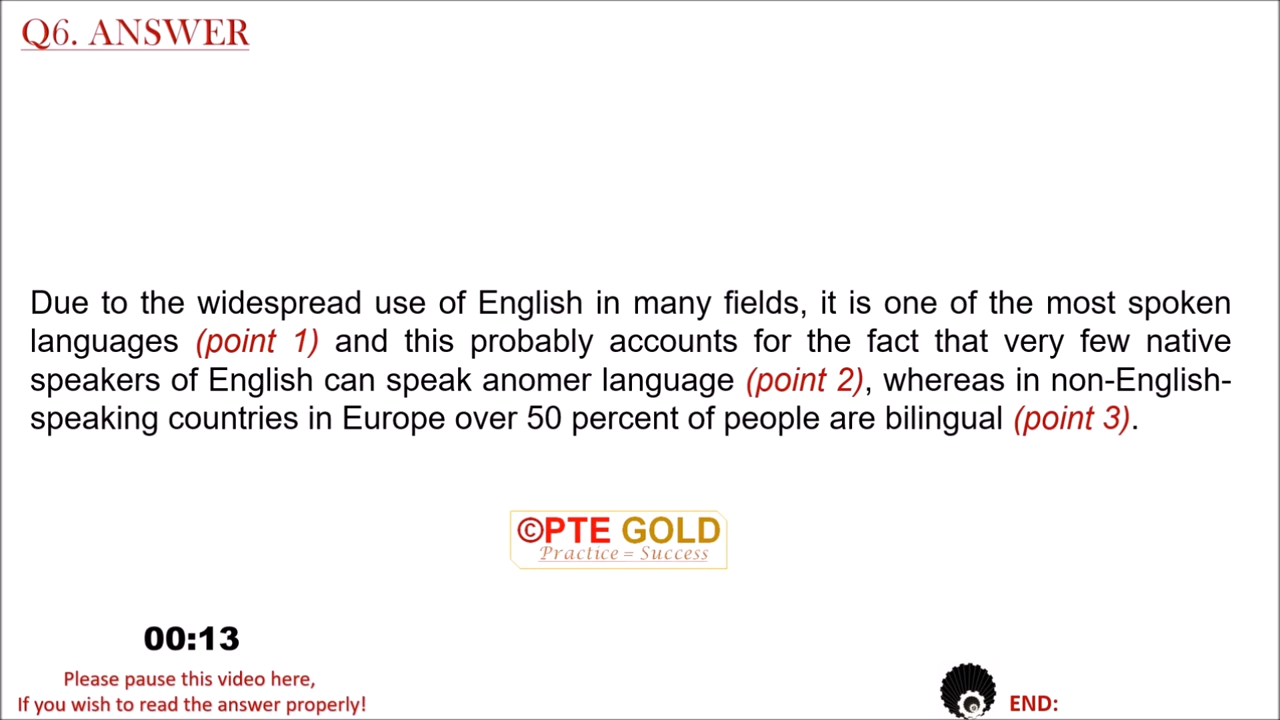 Q6. ANSWER
Due to the widespread use of English in many fields, it is one of the most spoken
languages (point 1) and this probably accounts for the fact that very few native
speakers of English can speak anomer language (point 2), whereas in non-English-
speaking countries in Europe over 50 percent of people are bilingual (point 3).
©PTE GOLD
Practice = Success
00:13
Please pause this video here,
If you wish to read the answer properly!
END: